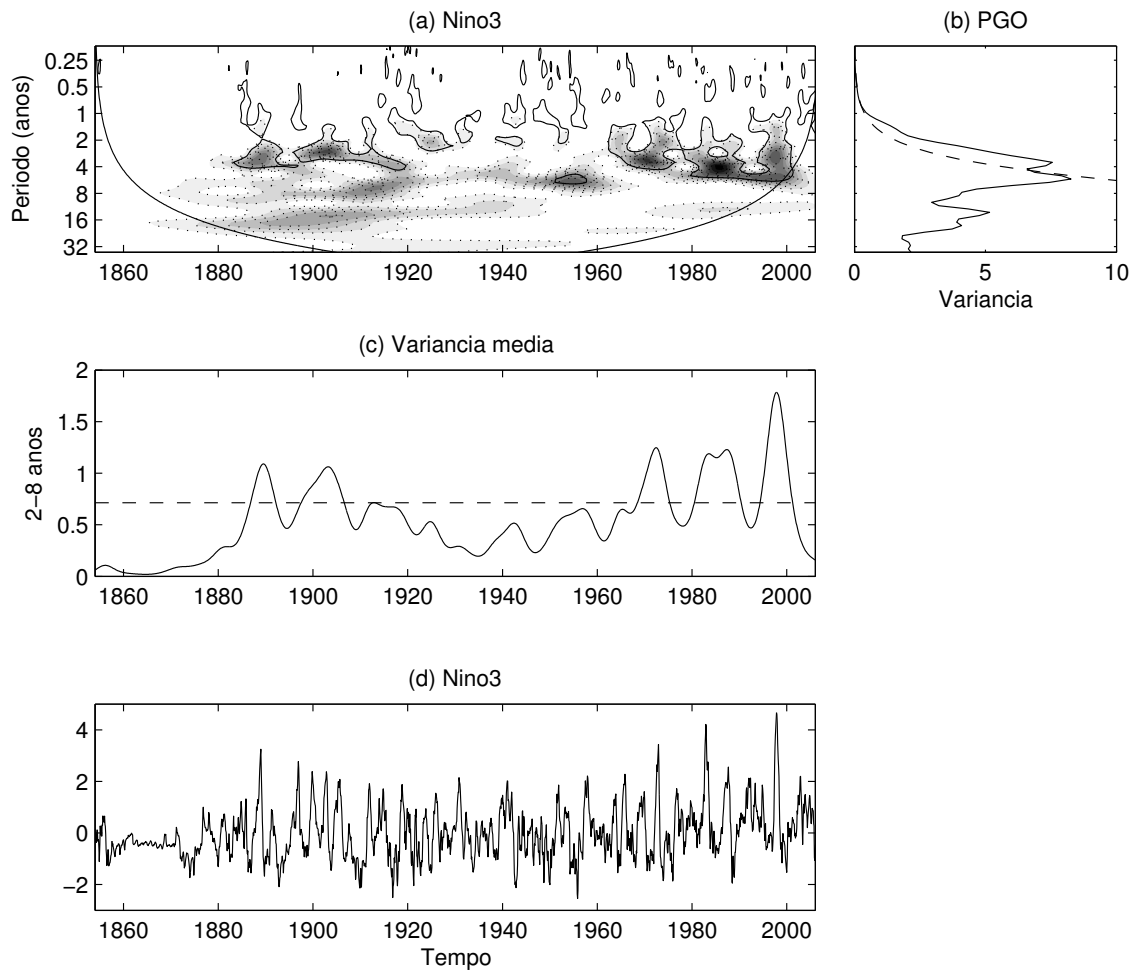 (a) Nino3
(b) PGO
Periodo (anos)
0.25
0.5
1
2
4
8
16
32
1860 1880 1900 1920 1940 1960 1980 2000
0 5 10
Variancia
(c) Variancia media
2−8 anos
2
1.5
1
0.5
0
1860 1880 1900 1920 1940 1960 1980 2000
(d) Nino3
4
2
0
−2
1860 1880 1900 1920 1940 1960 1980 2000
Tempo